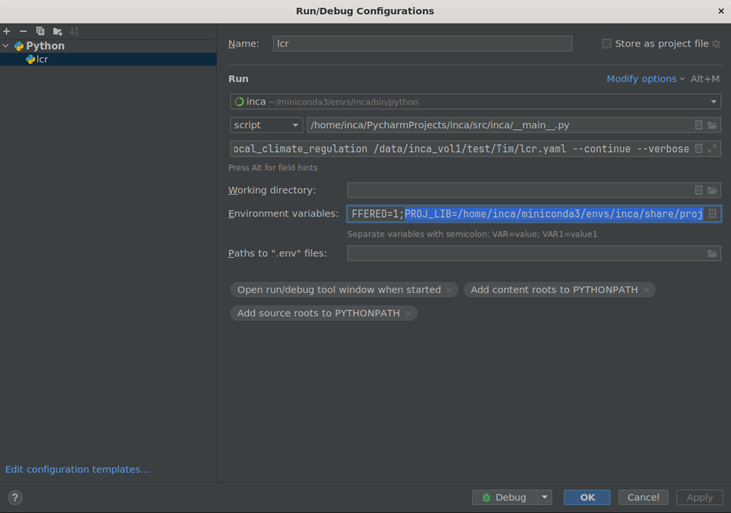 Run/Debug Configurations
Python
lcr
Name: lcr Store as project file
Run Modify options Alt+M
inca ~/miniconda3/envs/inca/bin/python
script /home/inca/PycharmProjects/inca/src/inca/__main__.py
ocal_climate_regulation /data/inca_vol1/test/Tim/lcr.yaml --continue --verbose
Press Alt for field hints
Working directory:
Environment variables: FFERED=1;PROJ_LIB=/home/inca/miniconda3/envs/inca/share/proj
Separate variables with semicolon: VAR=value; VAR1=value1
Paths to ".env" files:
Open run/debug tool window when started Add content roots to PYTHONPATH
Add source roots to PYTHONPATH
Edit configuration templates...
? Debug OK Cancel Apply